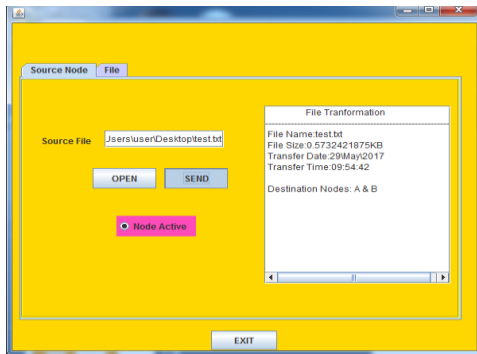 Source Node File
File Tranformation
Source File Jsers\user\Desktop\test.txt
File Name:test.txt
File Size:0.5732421875KB
Transfer Date:29\May\2017
Transfer Time:09:54:42
OPEN SEND
Destination Nodes: A & B
Node Active
EXIT